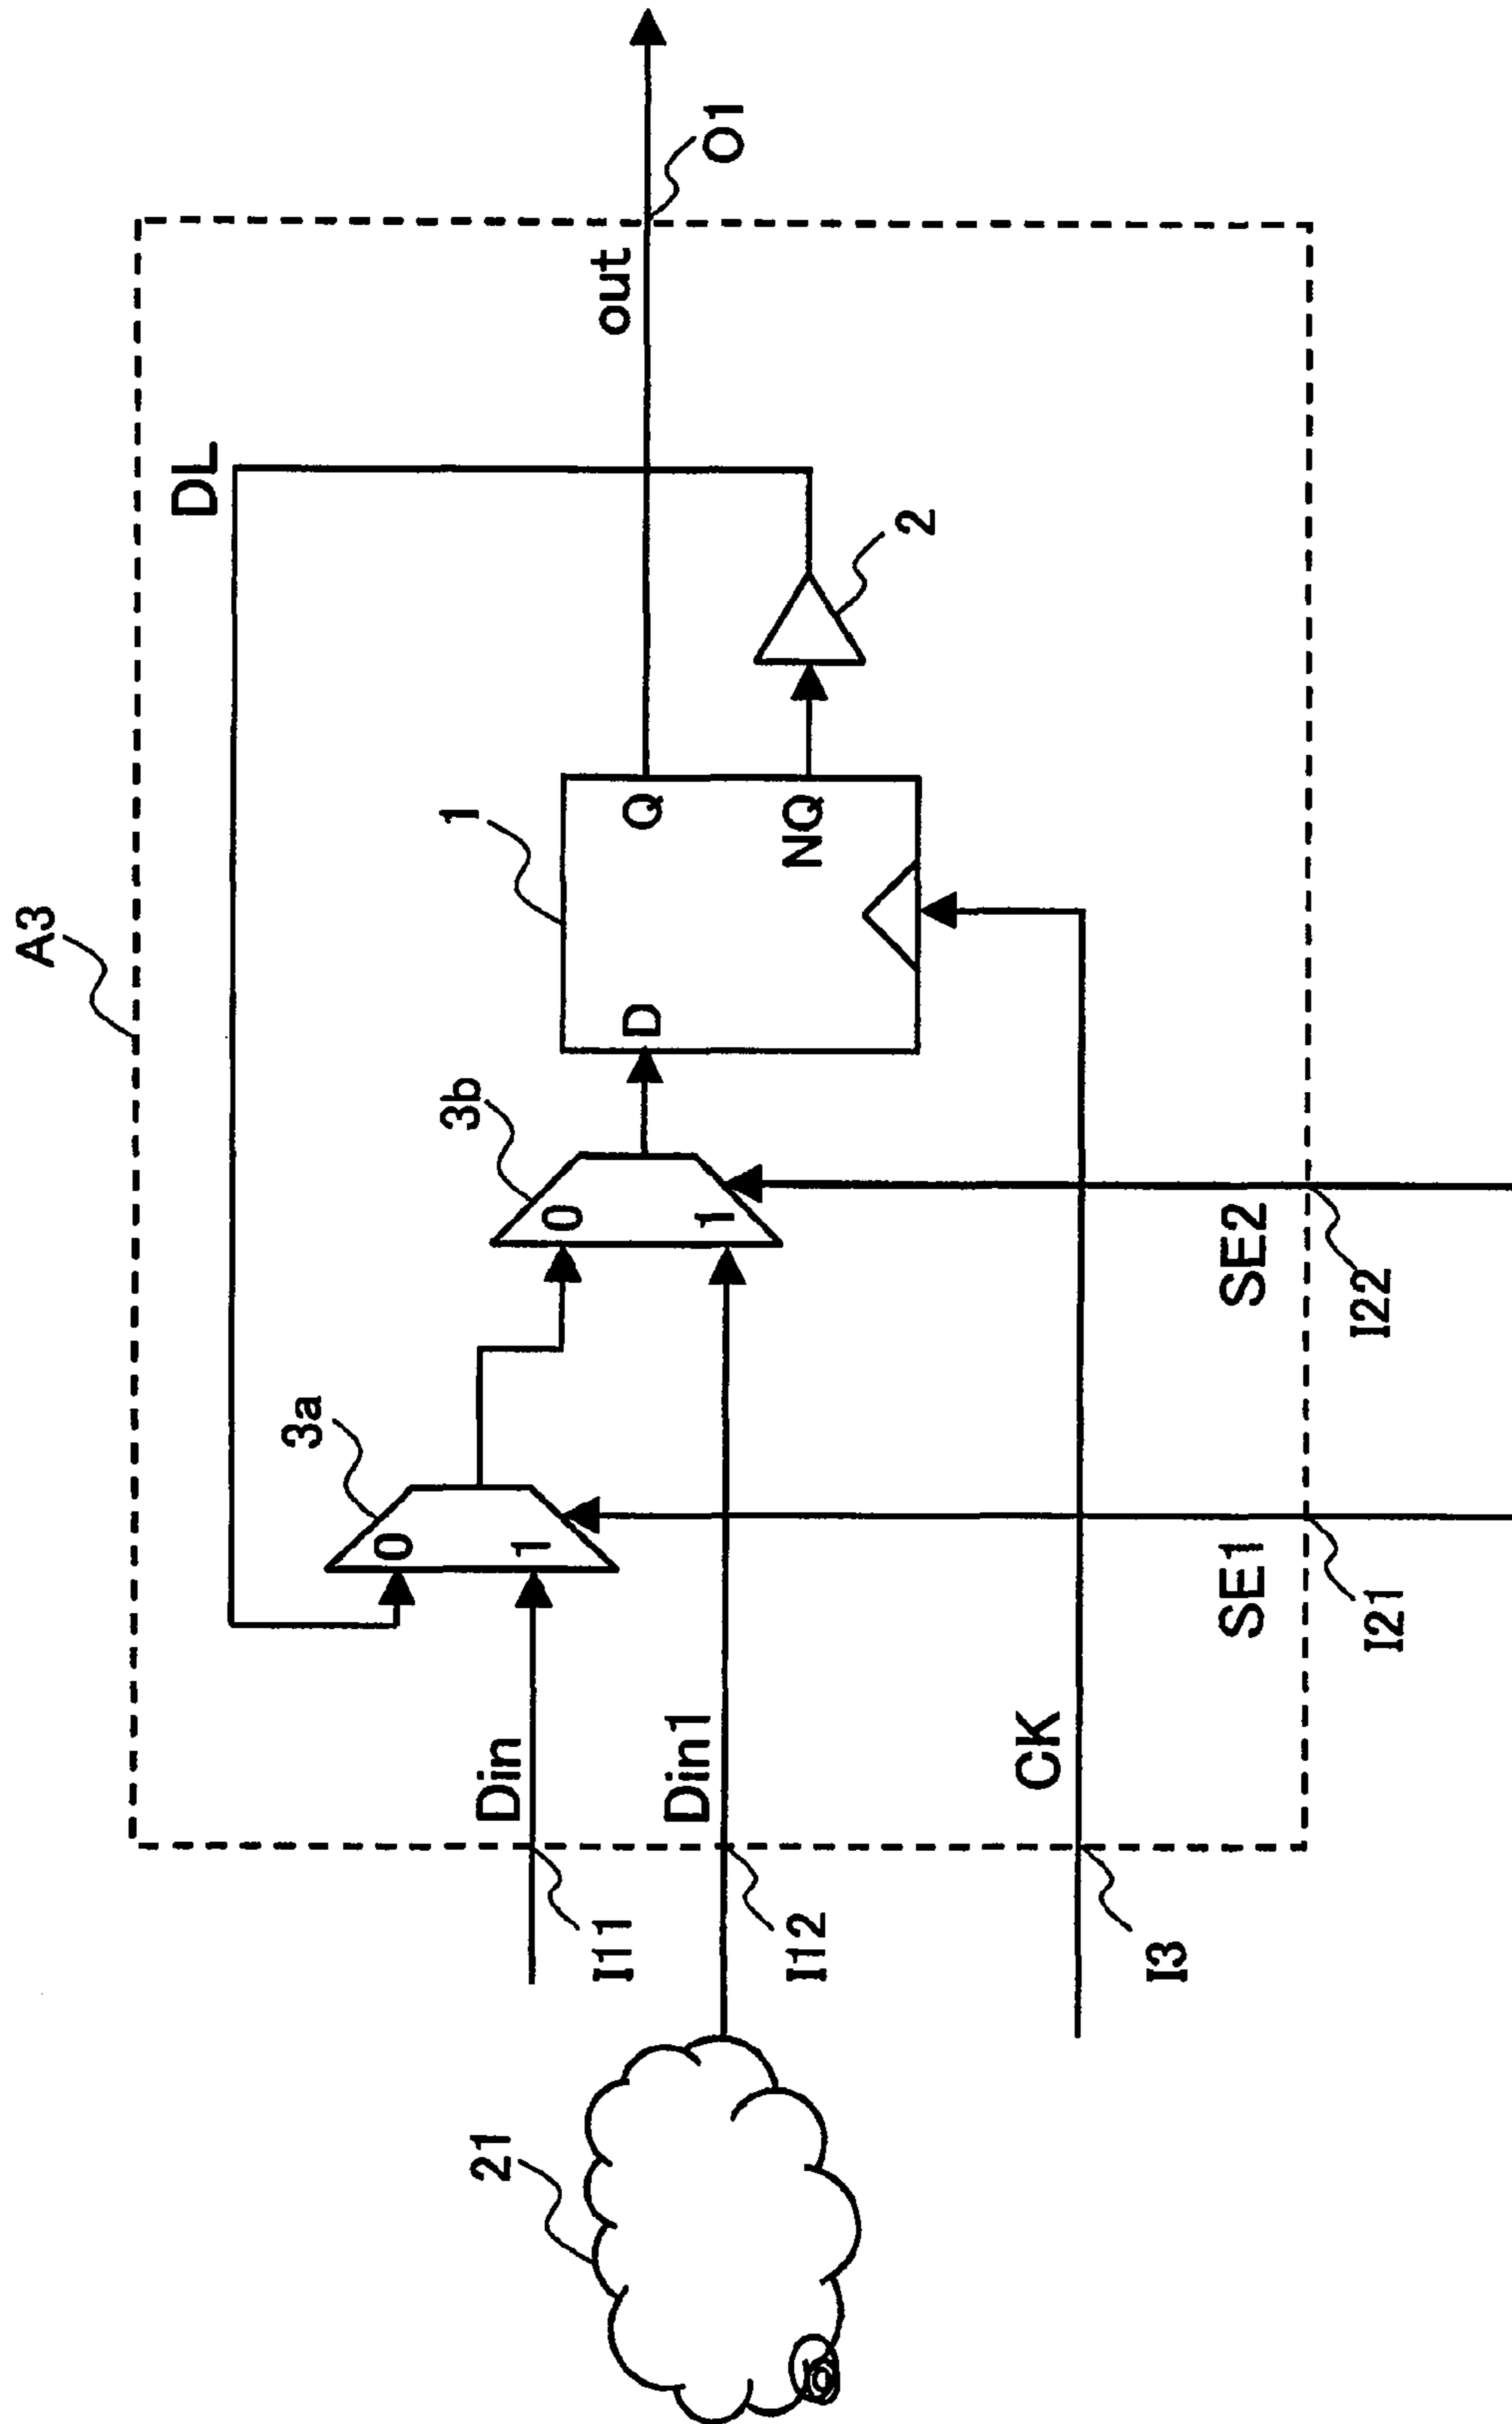 A3
DL
out
O1
1
Q
NQ
D
2
3b
0
1
3a
0
1
Din
Din1
CK
SE1
SE2
I11
I12
I3
I21
I22
21